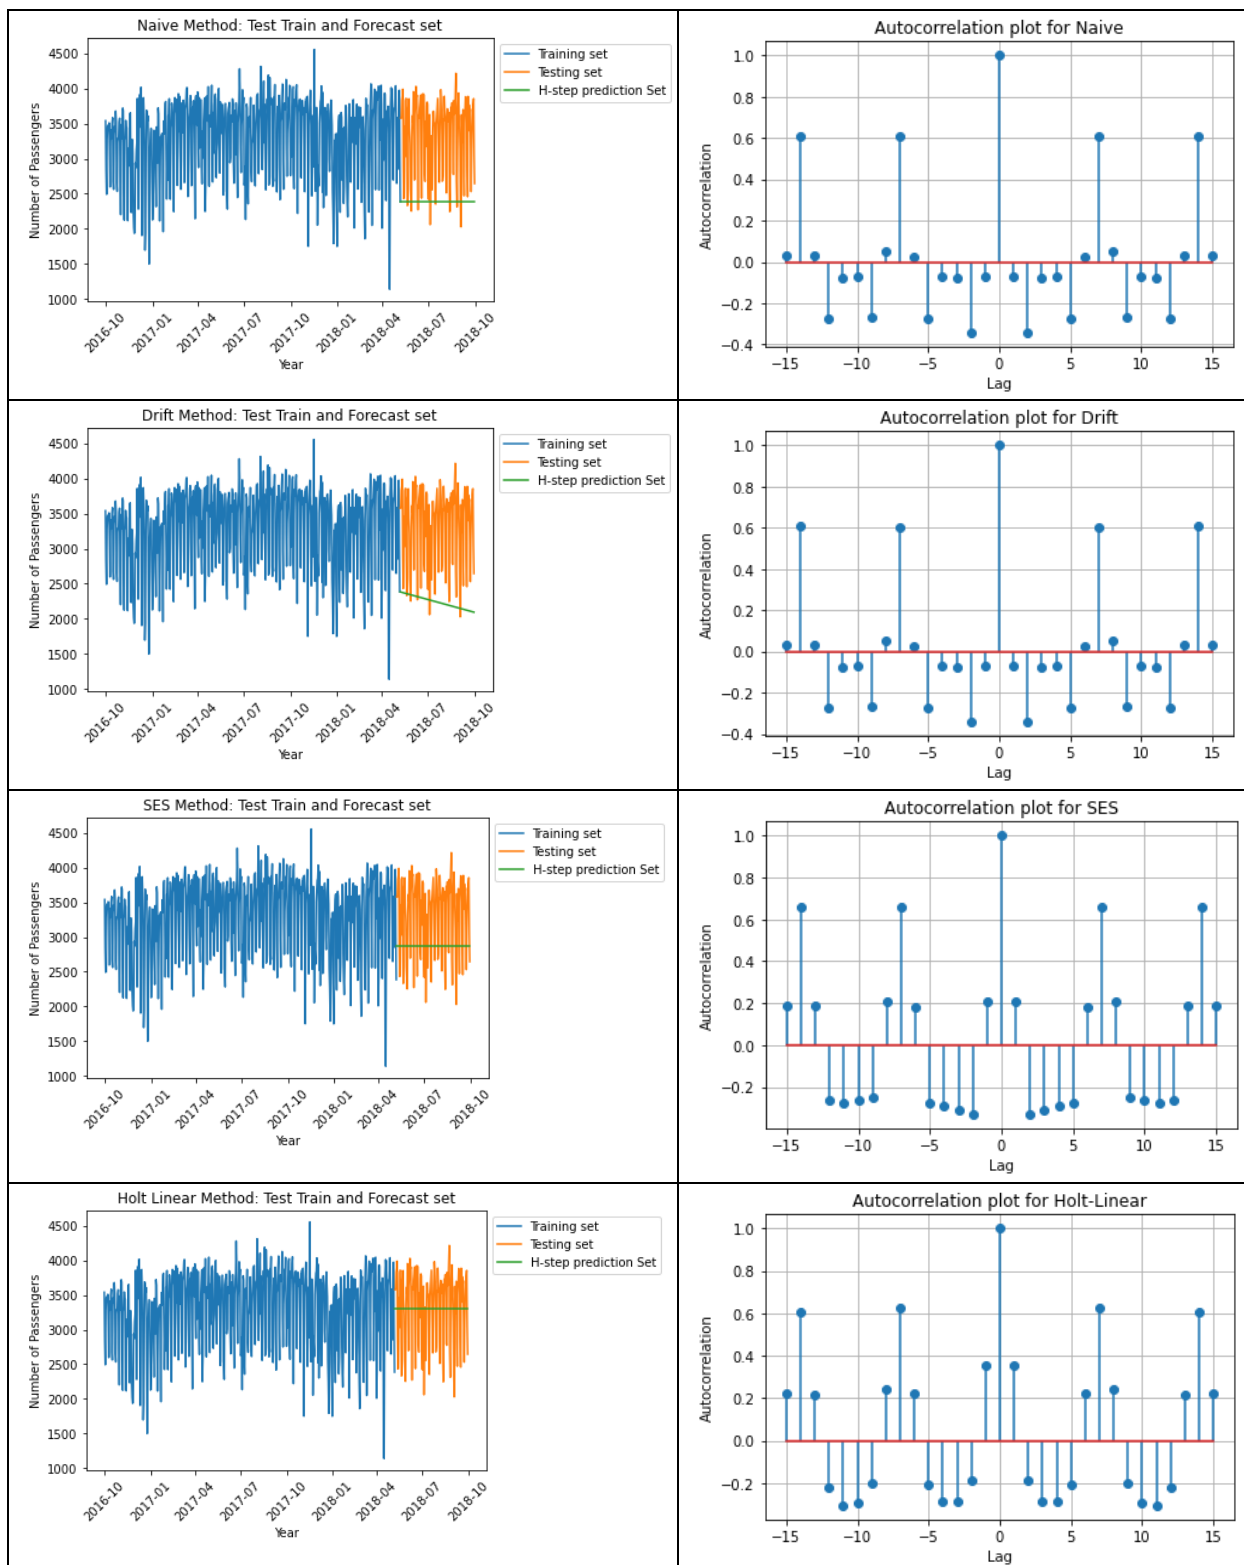 Naive Method: Test Train and Forecast set
4500
4000
3500
3000
2500
2000
1500
1000
Number of Passengers
2016-10
2017-01
2017-04
2017-07
2017-10
2018-01
2018-04
2018-07
2018-10
Year
Training set
Testing set
H-step prediction Set
Autocorrelation plot for Naive
1.0
0.8
0.6
0.4
0.2
0.0
−0.2
−0.4
Autocorrelation
−15 −10 −5 0 5 10 15
Lag
Drift Method: Test Train and Forecast set
4500
4000
3500
3000
2500
2000
1500
1000
Number of Passengers
2016-10
2017-01
2017-04
2017-07
2017-10
2018-01
2018-04
2018-07
2018-10
Year
Training set
Testing set
H-step prediction Set
Autocorrelation plot for Drift
1.0
0.8
0.6
0.4
0.2
0.0
−0.2
−0.4
Autocorrelation
−15 −10 −5 0 5 10 15
Lag
SES Method: Test Train and Forecast set
4500
4000
3500
3000
2500
2000
1500
1000
Number of Passengers
2016-10
2017-01
2017-04
2017-07
2017-10
2018-01
2018-04
2018-07
2018-10
Year
Training set
Testing set
H-step prediction Set
Autocorrelation plot for SES
1.0
0.8
0.6
0.4
0.2
0.0
−0.2
Autocorrelation
−15 −10 −5 0 5 10 15
Lag
Holt Linear Method: Test Train and Forecast set
4500
4000
3500
3000
2500
2000
1500
1000
Number of Passengers
2016-10
2017-01
2017-04
2017-07
2017-10
2018-01
2018-04
2018-07
2018-10
Year
Training set
Testing set
H-step prediction Set
Autocorrelation plot for Holt-Linear
1.0
0.8
0.6
0.4
0.2
0.0
−0.2
Autocorrelation
−15 −10 −5 0 5 10 15
Lag